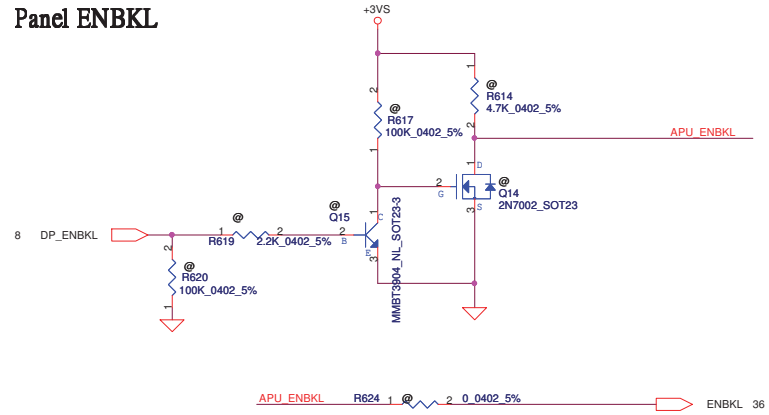 Panel ENBKL
+3VS
1
2
@
R614
4.7K_0402_5%
2
@
R617
100K_0402_5%
1
APU_ENBKL
1
D
2
G
@
Q14
2N7002_SOT23
3
S
@
Q15
1
C
2
B
E
3
MMBT3904_NL_SOT23-3
8 DP_ENBKL
@
1 2
R619 2.2K_0402_5%
2
@
R620
100K_0402_5%
1
APU_ENBKL R624 1 @ 2 0_0402_5% ENBKL 36